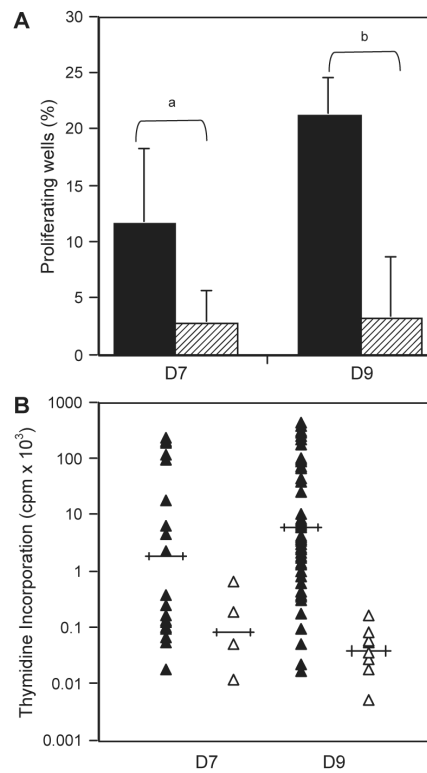 A
30
25
20
15
10
5
0
Proliferating wells (%)
a
b
D7
D9
B
1000
100
10
1
0.1
0.01
0.001
Thymidine Incorporation (cpm x 10³)
D7
D9